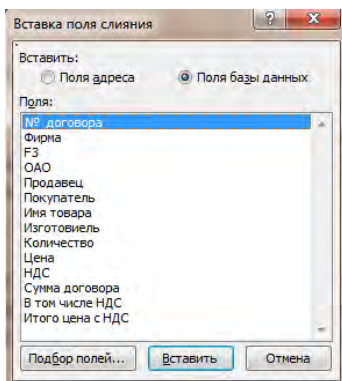 Вставка поля слияния
Вставить:
Поля адреса Поля базы данных
Поля:
№ договора
Фирма
F3
ОАО
Продавец
Покупатель
Имя товара
Изготовиель
Количество
Цена
НДС
Сумма договора
В том числе НДС
Итого цена с НДС
Подбор полей... Вставить Отмена